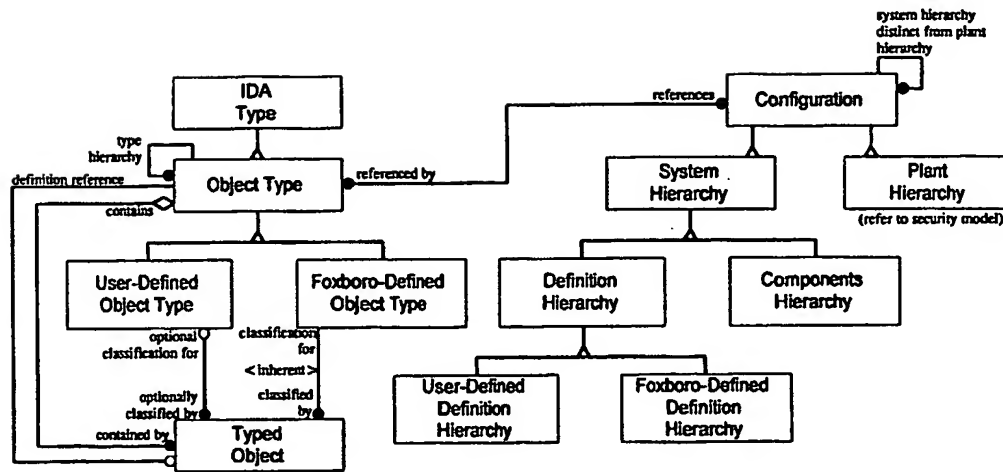 system hierarchy
distinct from plant
hierarchy
IDA
Type
references
Configuration
type
hierarchy
definition reference
Object Type
referenced by
System
Hierarchy
Plant
Hierarchy
contains
(refer to security model)
User-Defined
Object Type
Foxboro-Defined
Object Type
Definition
Hierarchy
Components
Hierarchy
optional
classification for
classification
for
< inherent >
optionally
classified by
classified
by
User-Defined
Definition
Hierarchy
Foxboro-Defined
Definition
Hierarchy
contained by
Typed
Object